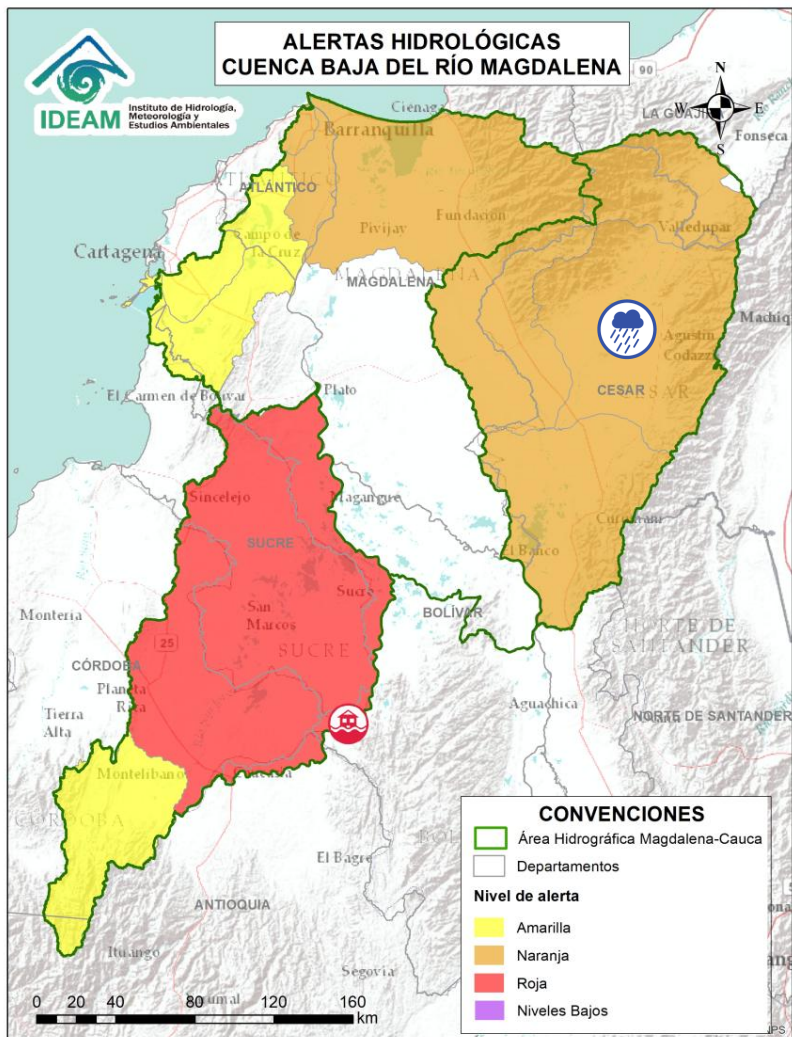 ALERTAS HIDROLÓGICAS
CUENCA BAJA DEL RÍO MAGDALENA
IDEAM
Instituto de Hidrología,
Meteorología y
Estudios Ambientales
N
W
E
S
90
Ciénaga
LA GUAJIRA
Fonseca
Barranquilla
ATLÁNTICO
Fundación
Pivijay
Valledupar
Campo de
la Cruz
Cartagena
MAGDALENA
MAGDALENA
Agustín
Codazzi
CESAR
CESAR
El Carmen de Bolívar
Plato
Sincelejo
Magangué
SUCRE
El Banco
Sucre
San
Marcos
BOLÍVAR
Montería
25
SUCRE
NORTE DE
SANTANDER
CÓRDOBA
Planeta
Rica
Tierra
Alta
Aguachica
NORTE DE SANTANDER
Montelíbano
CÓRDOBA
El Bagre
ANTIOQUIA
Ituango
Segovia
CONVENCIONES
Área Hidrográfica Magdalena-Cauca
Departamentos
Nivel de alerta
Amarilla
Naranja
Roja
Niveles Bajos
0 20 40 80 120 160
km